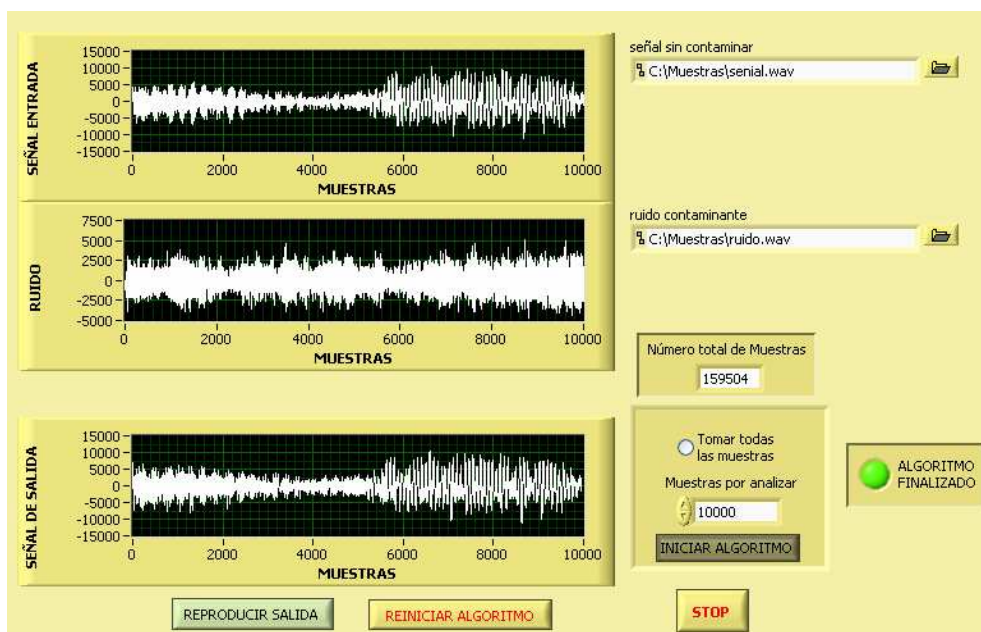 SEÑAL ENTRADA
15000
10000
5000
0
-5000
-10000
-15000
0 2000 4000 6000 8000 10000
MUESTRAS
señal sin contaminar
C:\Muestras\senial.wav
RUIDO
7500
5000
2500
0
-2500
-5000
0 2000 4000 6000 8000 10000
MUESTRAS
ruido contaminante
C:\Muestras\ruido.wav
Número total de Muestras
159504
SEÑAL DE SALIDA
15000
10000
5000
0
-5000
-10000
-15000
0 2000 4000 6000 8000 10000
MUESTRAS
Tomar todas
las muestras
Muestras por analizar
10000
INICIAR ALGORITMO
ALGORITMO
FINALIZADO
REPRODUCIR SALIDA
REINICIAR ALGORITMO
STOP